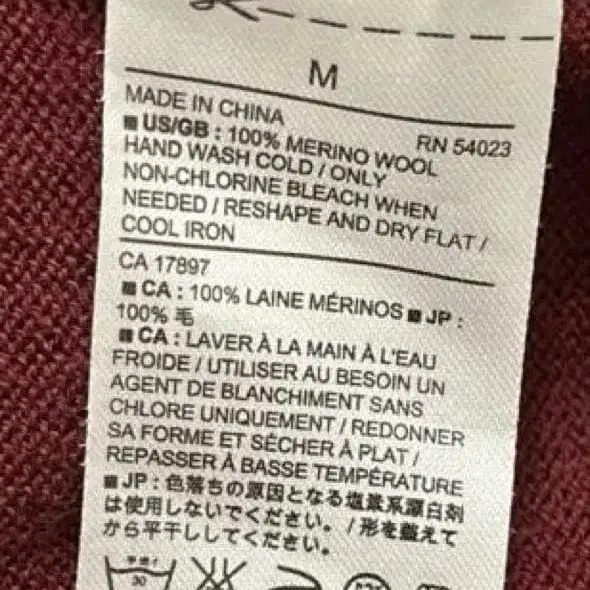 M
MADE IN CHINA RN 54023
■ US/GB : 100% MERINO WOOL
HAND WASH COLD / ONLY
NON-CHLORINE BLEACH WHEN
NEEDED / RESHAPE AND DRY FLAT /
COOL IRON
CA 17897
■ CA : 100% LAINE MÉRINOS ■ JP :
100% 毛
■ CA : LAVER À LA MAIN À L'EAU
FROIDE / UTILISER AU BESOIN UN
AGENT DE BLANCHIMENT SANS
CHLORE UNIQUEMENT / REDONNER
SA FORME ET SÉCHER À PLAT /
REPASSER À BASSE TEMPÉRATURE
■ JP : 色落ちの原因となる塩素系漂白剤
は使用しないでください。 / 形を整えて
から平干ししてください。
30